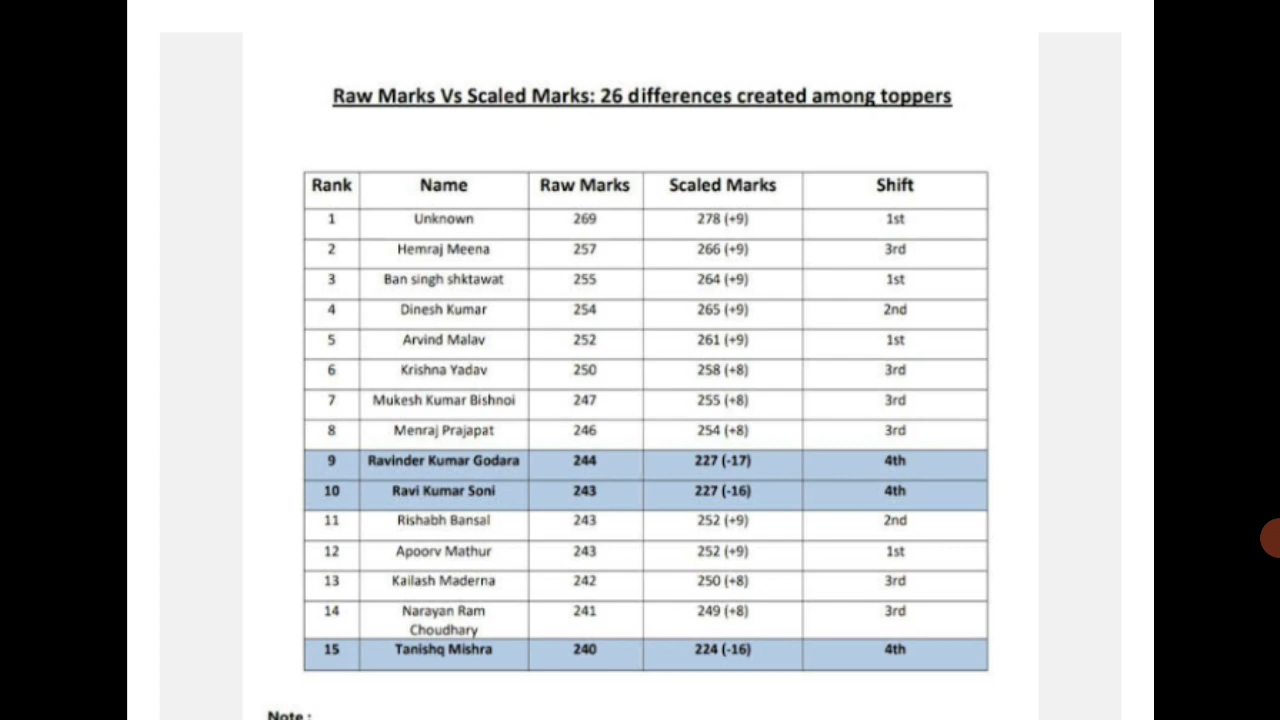 Raw Marks Vs Scaled Marks: 26 differences created among toppers
Rank Name Raw Marks Scaled Marks Shift
1 Unknown 269 278 (+9) 1st
2 Hemraj Meena 257 266 (+9) 3rd
3 Ban singh shktawat 255 264 (+9) 1st
4 Dinesh Kumar 254 265 (+9) 2nd
5 Arvind Malav 252 261 (+9) 1st
6 Krishna Yadav 250 258 (+8) 3rd
7 Mukesh Kumar Bishnoi 247 255 (+8) 3rd
8 Menraj Prajapat 246 254 (+8) 3rd
9 Ravinder Kumar Godara 244 227 (-17) 4th
10 Ravi Kumar Soni 243 227 (-16) 4th
11 Rishabh Bansal 243 252 (+9) 2nd
12 Apoorv Mathur 243 252 (+9) 1st
13 Kailash Maderna 242 250 (+8) 3rd
14 Narayan Ram 241 249 (+8) 3rd
Choudhary
15 Tanishq Mishra 240 224 (-16) 4th
Note :